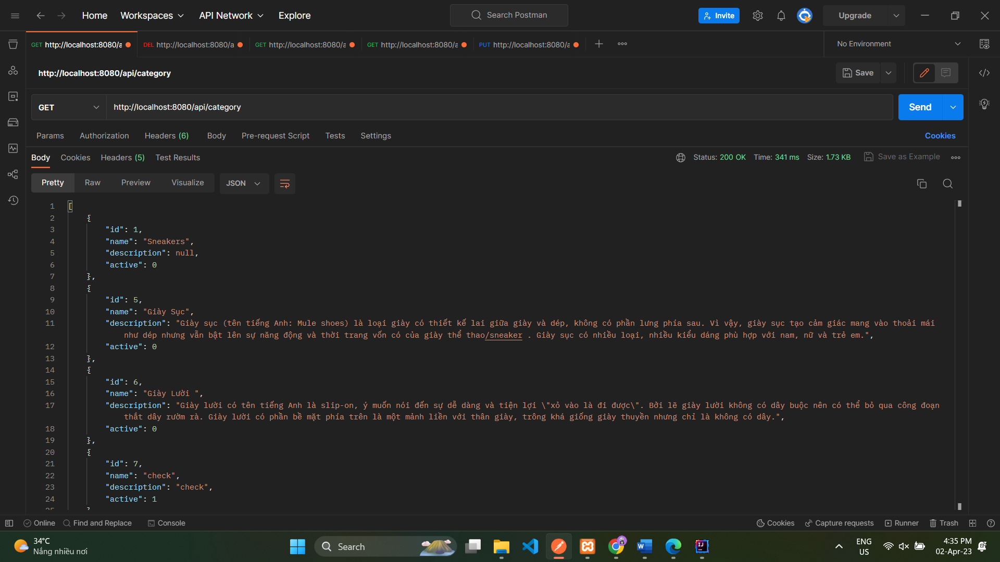 Home Workspaces API Network Explore Search Postman Invite Upgrade
GET http://localhost:8080/a DEL http://localhost:8080/a GET http://localhost:8080/a GET http://localhost:8080/a PUT http://localhost:8080/a No Environment
http://localhost:8080/api/category Save
GET http://localhost:8080/api/category Send
Params Authorization Headers (6) Body Pre-request Script Tests Settings Cookies
Body Cookies Headers (5) Test Results Status: 200 OK Time: 341 ms Size: 1.73 KB Save as Example
Pretty Raw Preview Visualize JSON
1 [
2 {
3 "id": 1,
4 "name": "Sneakers",
5 "description": null,
6 "active": 0
7 },
8 {
9 "id": 5,
10 "name": "Giày Sục",
11 "description": "Giày sục (tên tiếng Anh: Mule shoes) là loại giày có thiết kế lai giữa giày và dép, không có phần lưng phía sau. Vì vậy, giày sục tạo cảm giác mang vào thoải mái
như dép nhưng vẫn bật lên sự năng động và thời trang vốn có của giày thể thao/sneaker . Giày sục có nhiều loại, nhiều kiểu dáng phù hợp với nam, nữ và trẻ em.",
12 "active": 0
13 },
14 {
15 "id": 6,
16 "name": "Giày Lười ",
17 "description": "Giày lười có tên tiếng Anh là slip-on, ý muốn nói đến sự dễ dàng và tiện lợi \"xỏ vào là đi được\". Bởi lẽ giày lười không có dây buộc nên có thể bỏ qua công đoạn
thắt dây rườm rà. Giày lười có phần bề mặt phía trên là một mảnh liền với thân giày, trông khá giống giày thuyền nhưng chỉ là không có dây.",
18 "active": 0
19 },
20 {
21 "id": 7,
22 "name": "check",
23 "description": "check",
24 "active": 1
25 }
Online Find and Replace Console Cookies Capture requests Runner Trash
34°C
Nắng nhiều nơi
Search
ENG
US
4:35 PM
02-Apr-23